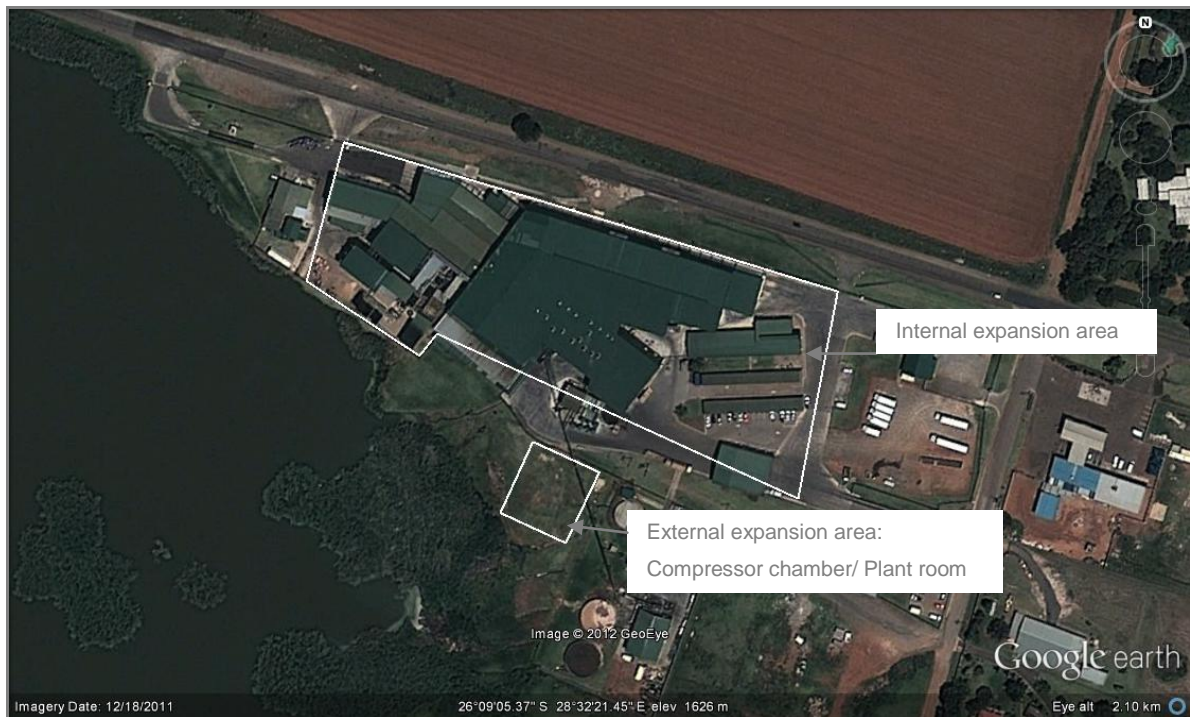 N
Internal expansion area
External expansion area:
Compressor chamber/ Plant room
Image © 2012 GeoEye
Google earth
Imagery Date: 12/18/2011
26°09'05.37" S 28°32'21.45" E elev 1626 m
Eye alt 2.10 km